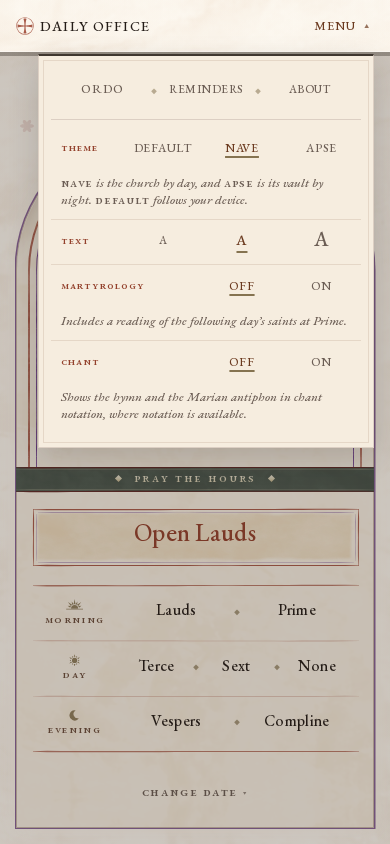 DAILY OFFICE
MENU
ORDO REMINDERS ABOUT
THEME DEFAULT NAVE APSE
NAVE is the church by day, and APSE is its vault by
night. DEFAULT follows your device.
TEXT A A A
MARTYROLOGY OFF ON
Includes a reading of the following day's saints at Prime.
CHANT OFF ON
Shows the hymn and the Marian antiphon in chant
notation, where notation is available.
PRAY THE HOURS
Open Lauds
MORNING Lauds Prime
DAY Terce Sext None
EVENING Vespers Compline
CHANGE DATE